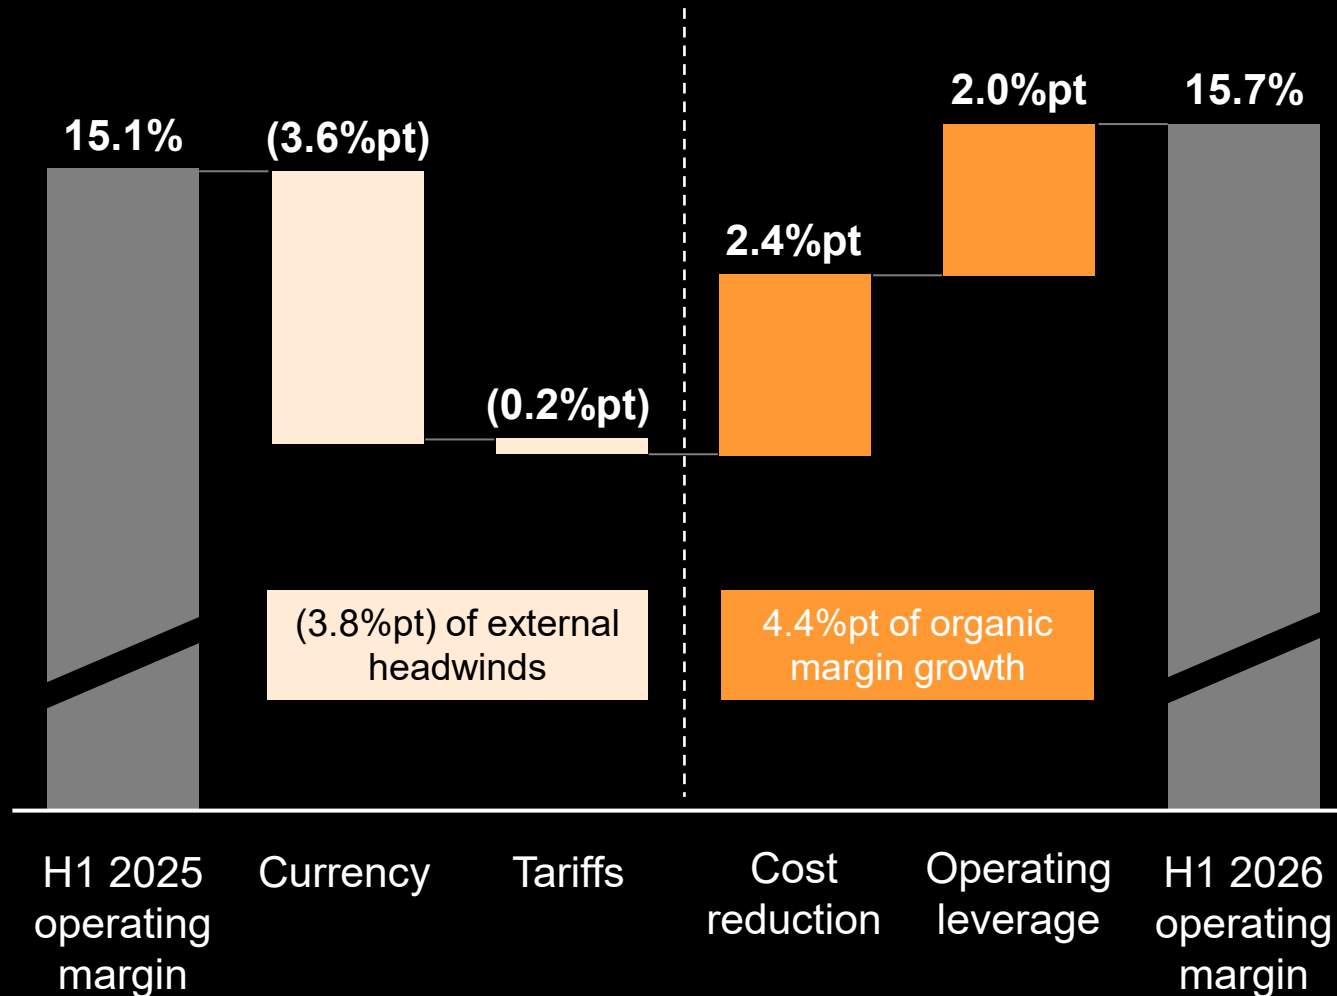 15.1%
(3.6%pt)
(0.2%pt)
2.4%pt
2.0%pt
15.7%
(3.8%pt) of external
headwinds
4.4%pt of organic
margin growth
H1 2025
operating
margin
Currency
Tariffs
Cost
reduction
Operating
leverage
H1 2026
operating
margin